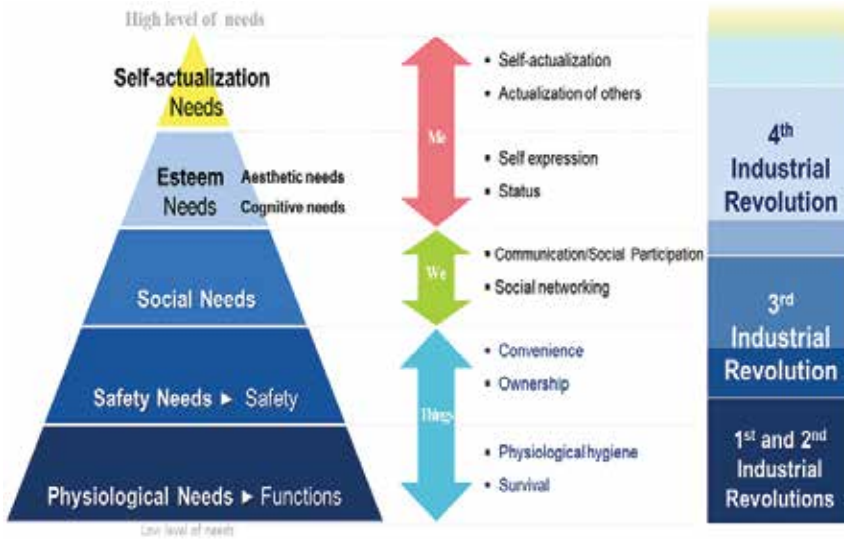 High level of needs
Self-actualization
Needs
Esteem
Needs
Aesthetic needs
Cognitive needs
Social Needs
Safety Needs ► Safety
Physiological Needs ► Functions
Low level of needs
Me
We
Things
▪ Self-actualization
▪ Actualization of others
▪ Self expression
▪ Status
▪ Communication/Social Participation
▪ Social networking
▪ Convenience
▪ Ownership
▪ Physiological hygiene
▪ Survival
4th
Industrial
Revolution
3rd
Industrial
Revolution
1st and 2nd
Industrial
Revolutions